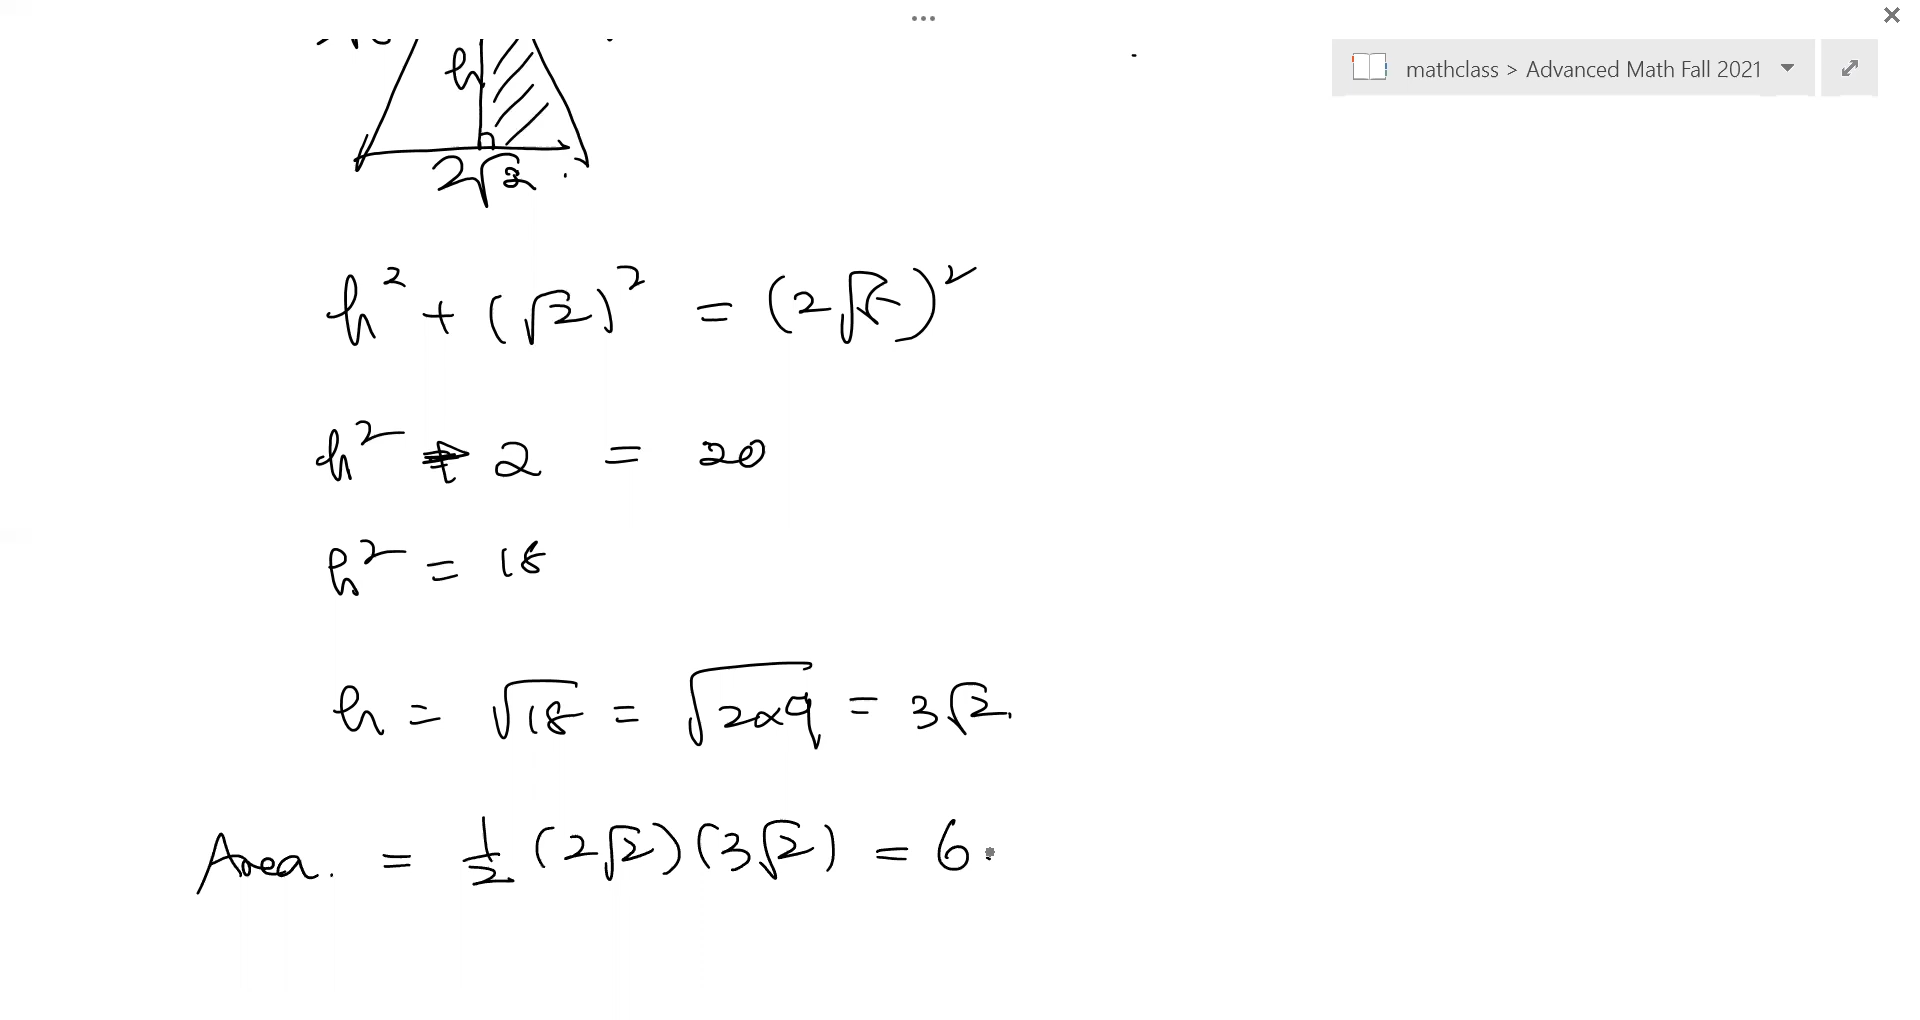 mathclass > Advanced Math Fall 2021
h
2√2
h² + (√2)² = (2√5)²
h² + 2 = 20
h² = 18
h = √18 = √2×9 = 3√2.
Area. = 1/2 (2√2)(3√2) = 6.